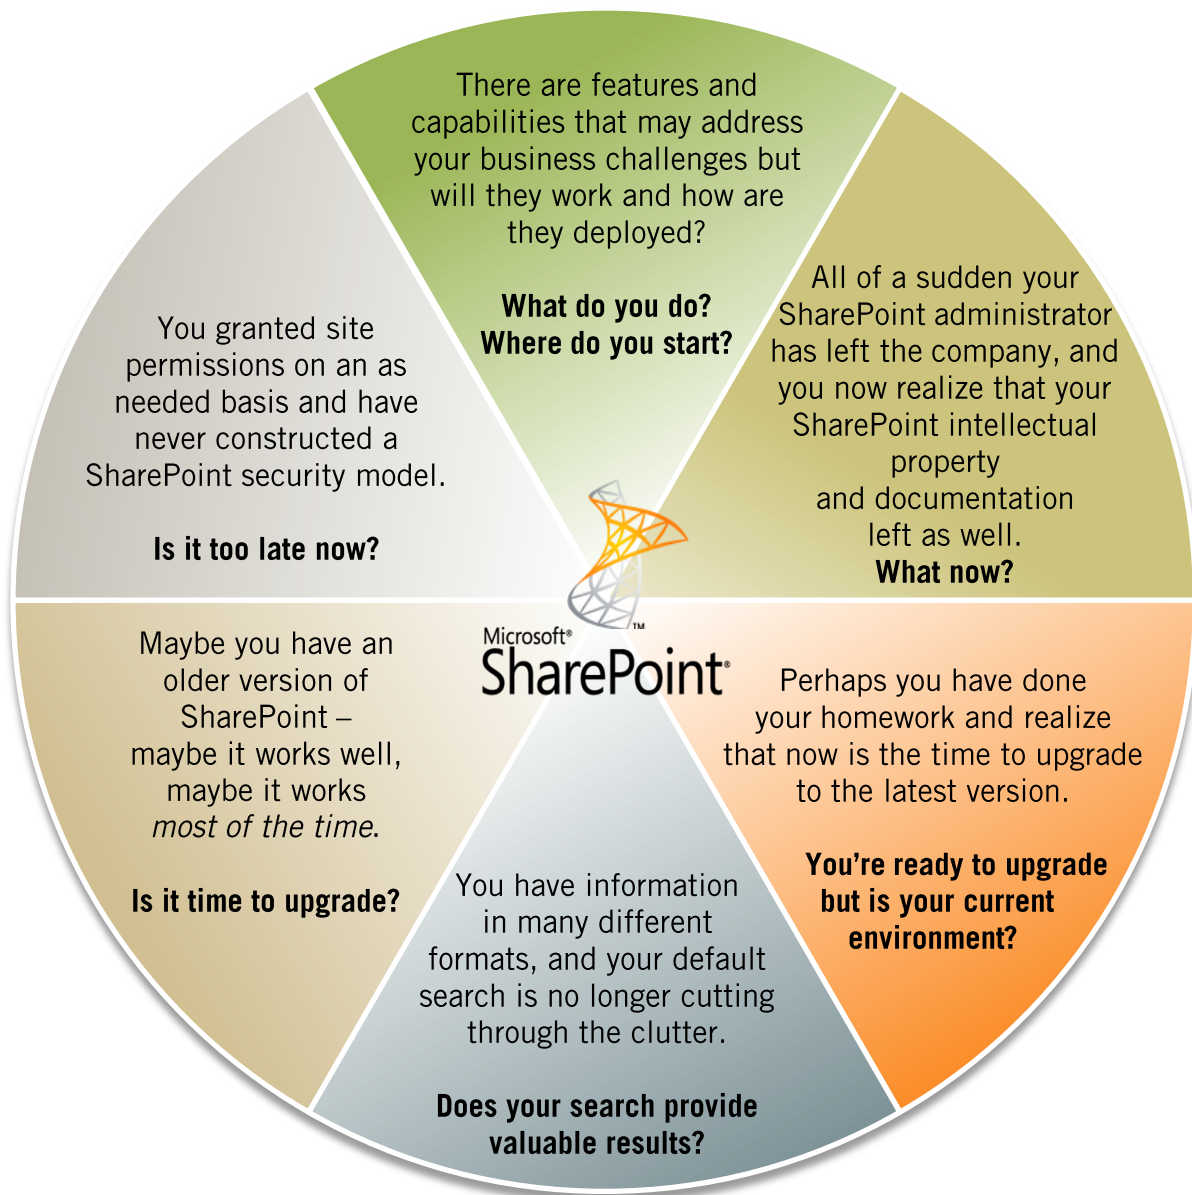 There are features and
capabilities that may address
your business challenges but
will they work and how are
they deployed?
What do you do?
Where do you start?
All of a sudden your
SharePoint administrator
has left the company, and
you now realize that your
SharePoint intellectual
property
and documentation
left as well.
What now?
Perhaps you have done
your homework and realize
that now is the time to upgrade
to the latest version.
You're ready to upgrade
but is your current
environment?
You have information
in many different
formats, and your default
search is no longer cutting
through the clutter.
Does your search provide
valuable results?
Maybe you have an
older version of
SharePoint –
maybe it works well,
maybe it works
most of the time.
Is it time to upgrade?
You granted site
permissions on an as
needed basis and have
never constructed a
SharePoint security model.
Is it too late now?
™
Microsoft®
SharePoint®